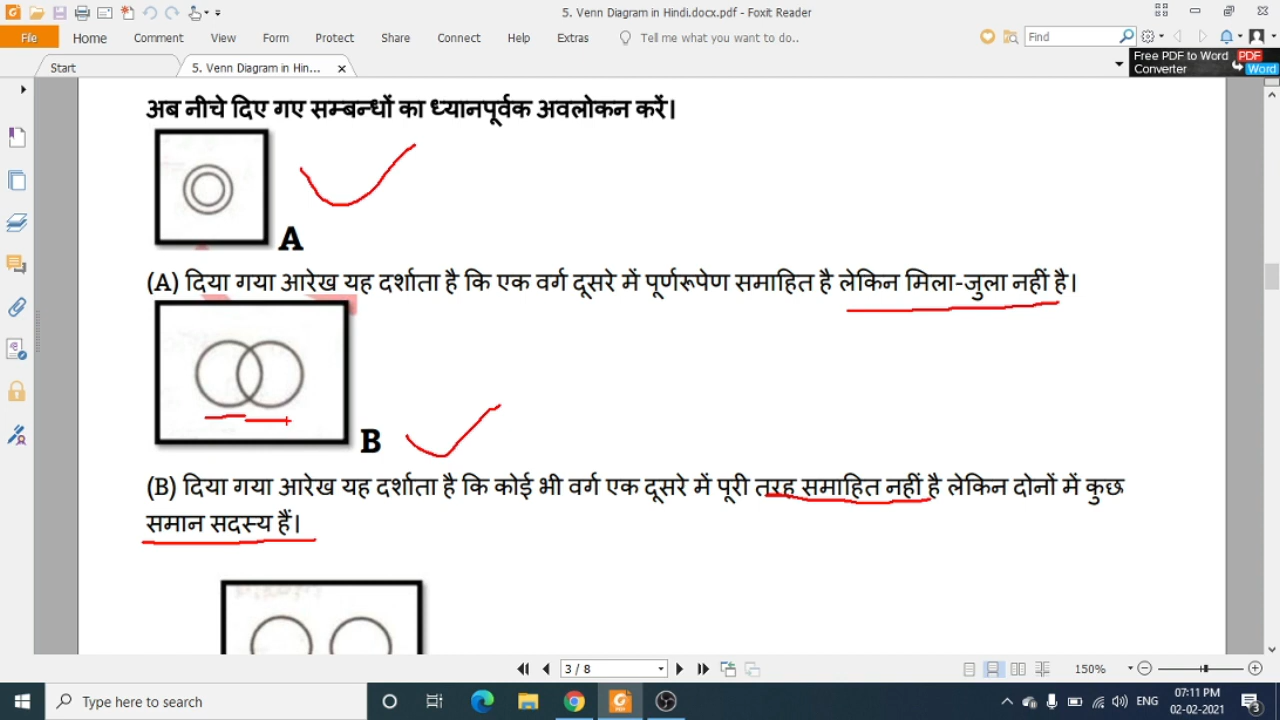 5. Venn Diagram in Hindi.docx.pdf - Foxit Reader
File Home Comment View Form Protect Share Connect Help Extras Tell me what you want to do.. Find
Start 5. Venn Diagram in Hin... Free PDF to Word Converter PDF Word
अब नीचे दिए गए सम्बन्धों का ध्यानपूर्वक अवलोकन करें।
A
(A) दिया गया आरेख यह दर्शाता है कि एक वर्ग दूसरे में पूर्णरूपेण समाहित है लेकिन मिला-जुला नहीं है।
B
(B) दिया गया आरेख यह दर्शाता है कि कोई भी वर्ग एक दूसरे में पूरी तरह समाहित नहीं है लेकिन दोनों में कुछ
समान सदस्य हैं।
3 / 8 150%
Type here to search ENG 07:11 PM
02-02-2021 3